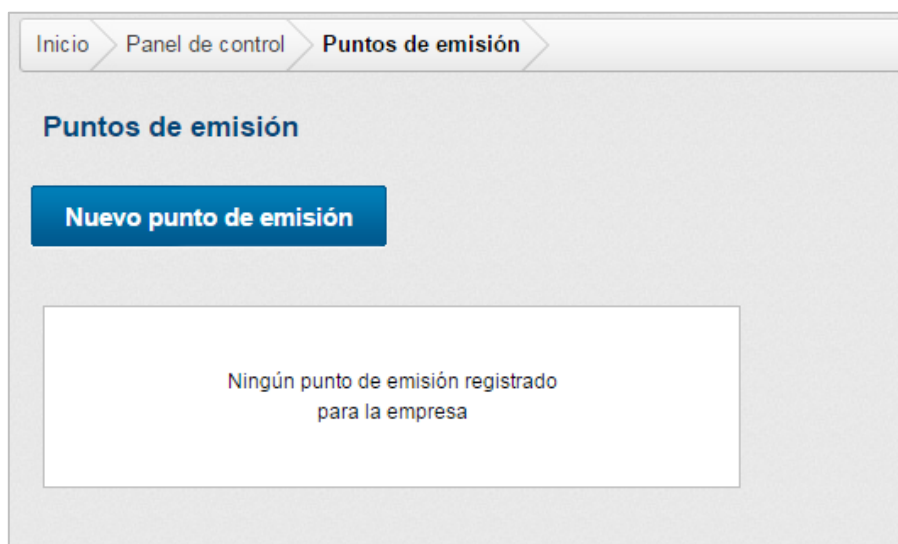 Inicio Panel de control Puntos de emisión
Puntos de emisión
Nuevo punto de emisión
Ningún punto de emisión registrado
para la empresa